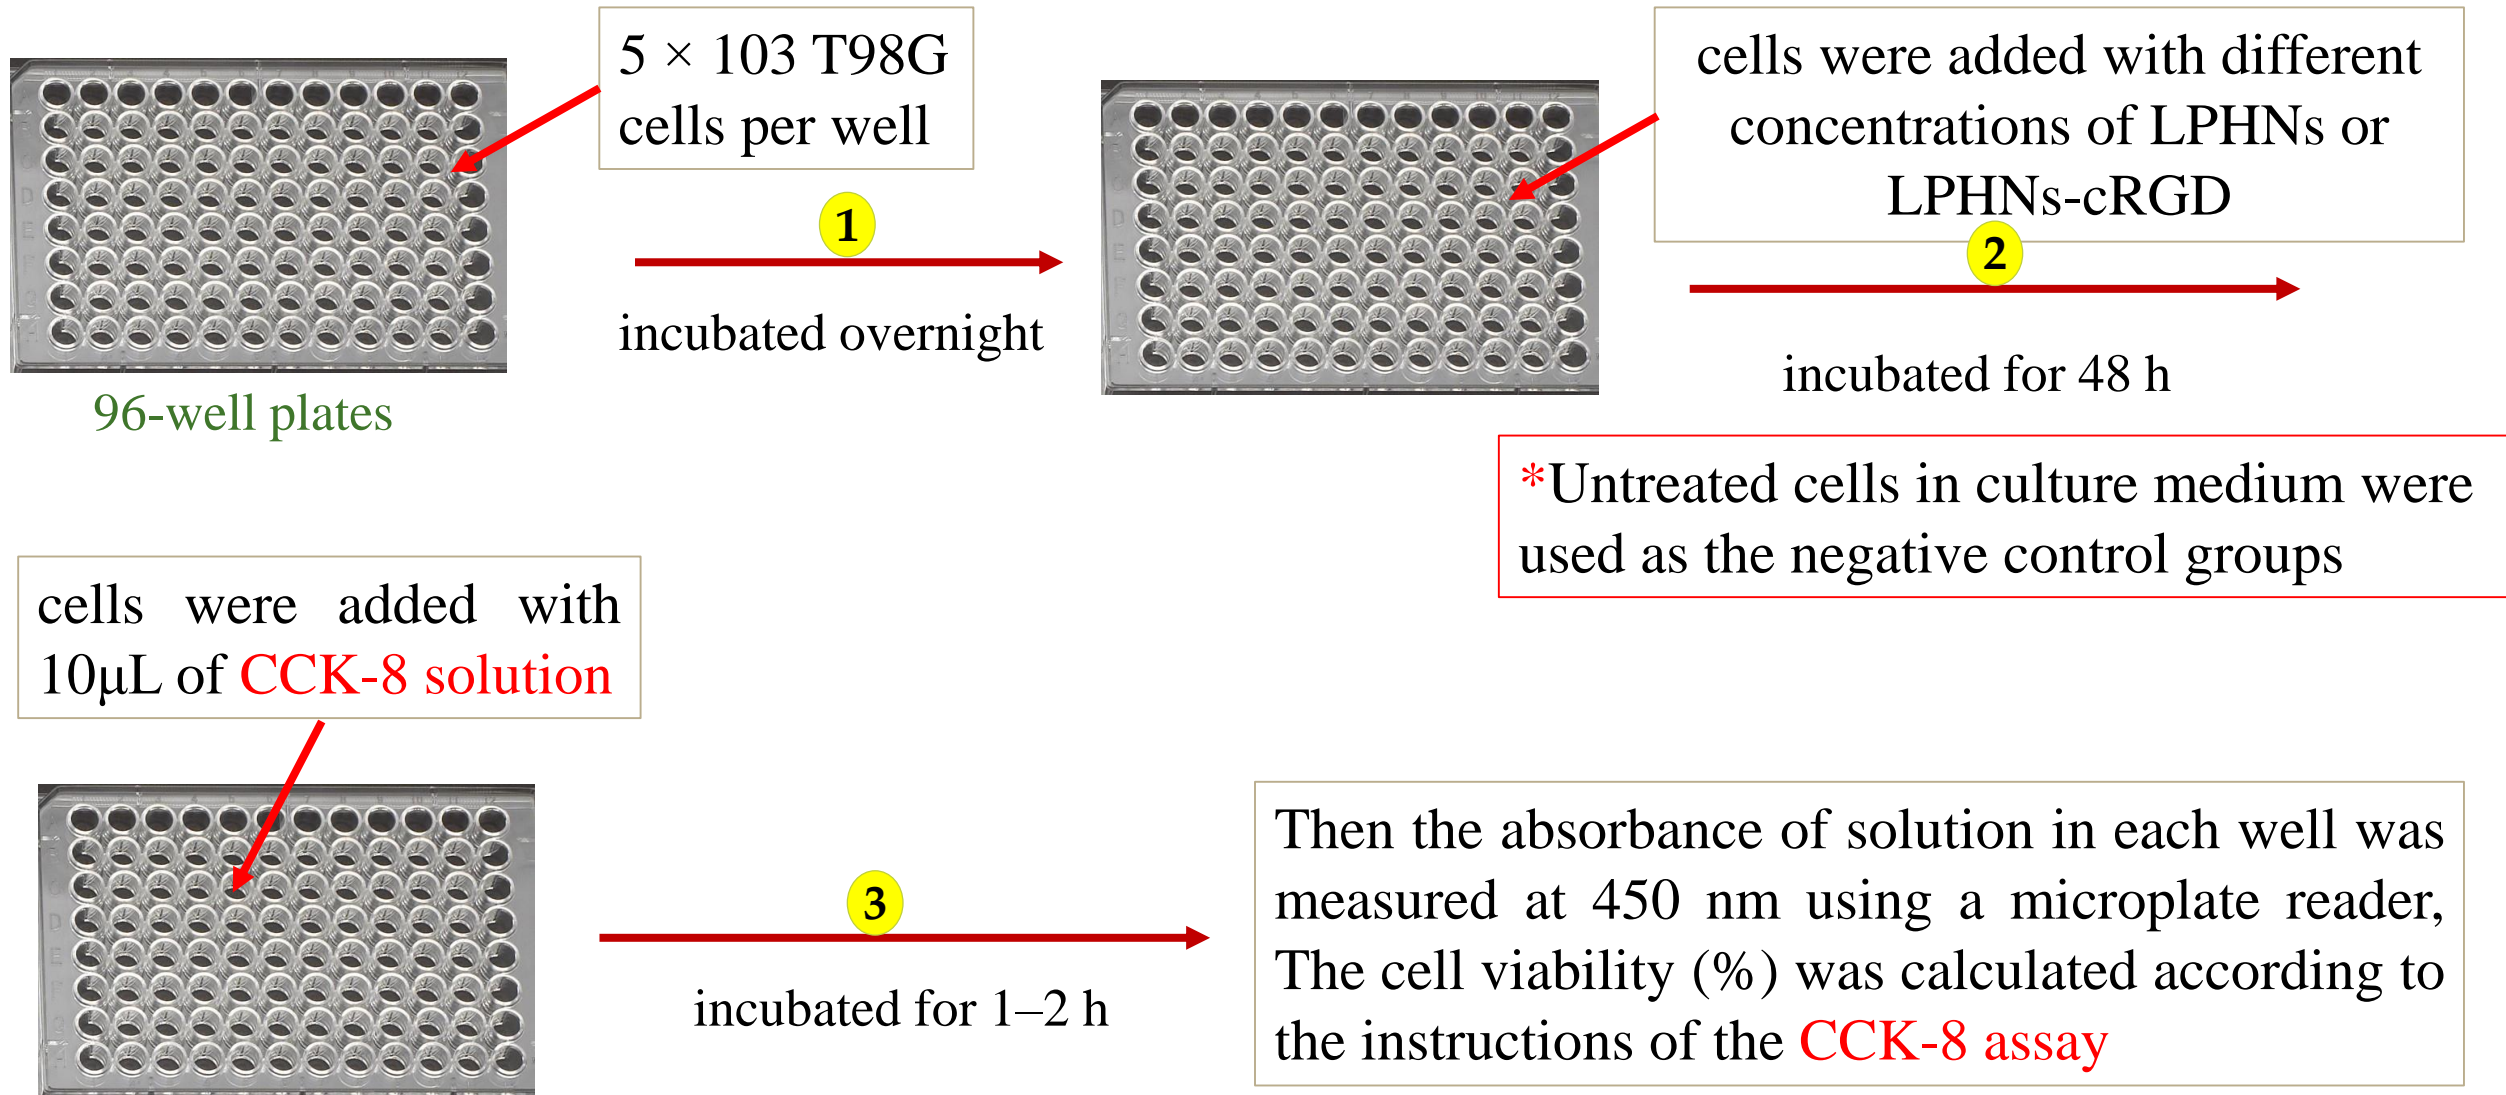 5 × 103 T98G
cells per well
1
incubated overnight
96-well plates
cells were added with different
concentrations of LPHNs or
LPHNs-cRGD
2
incubated for 48 h
*Untreated cells in culture medium were
used as the negative control groups
cells were added with
10μL of CCK-8 solution
3
incubated for 1–2 h
Then the absorbance of solution in each well was
measured at 450 nm using a microplate reader,
The cell viability (%) was calculated according to
the instructions of the CCK-8 assay